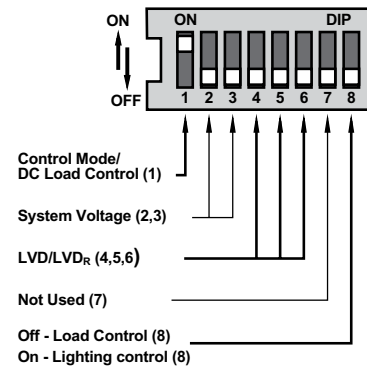 ON
ON DIP
OFF
1 2 3 4 5 6 7 8
Control Mode/
DC Load Control (1)
System Voltage (2,3)
LVD/LVDR (4,5,6)
Not Used (7)
Off - Load Control (8)
On - Lighting control (8)